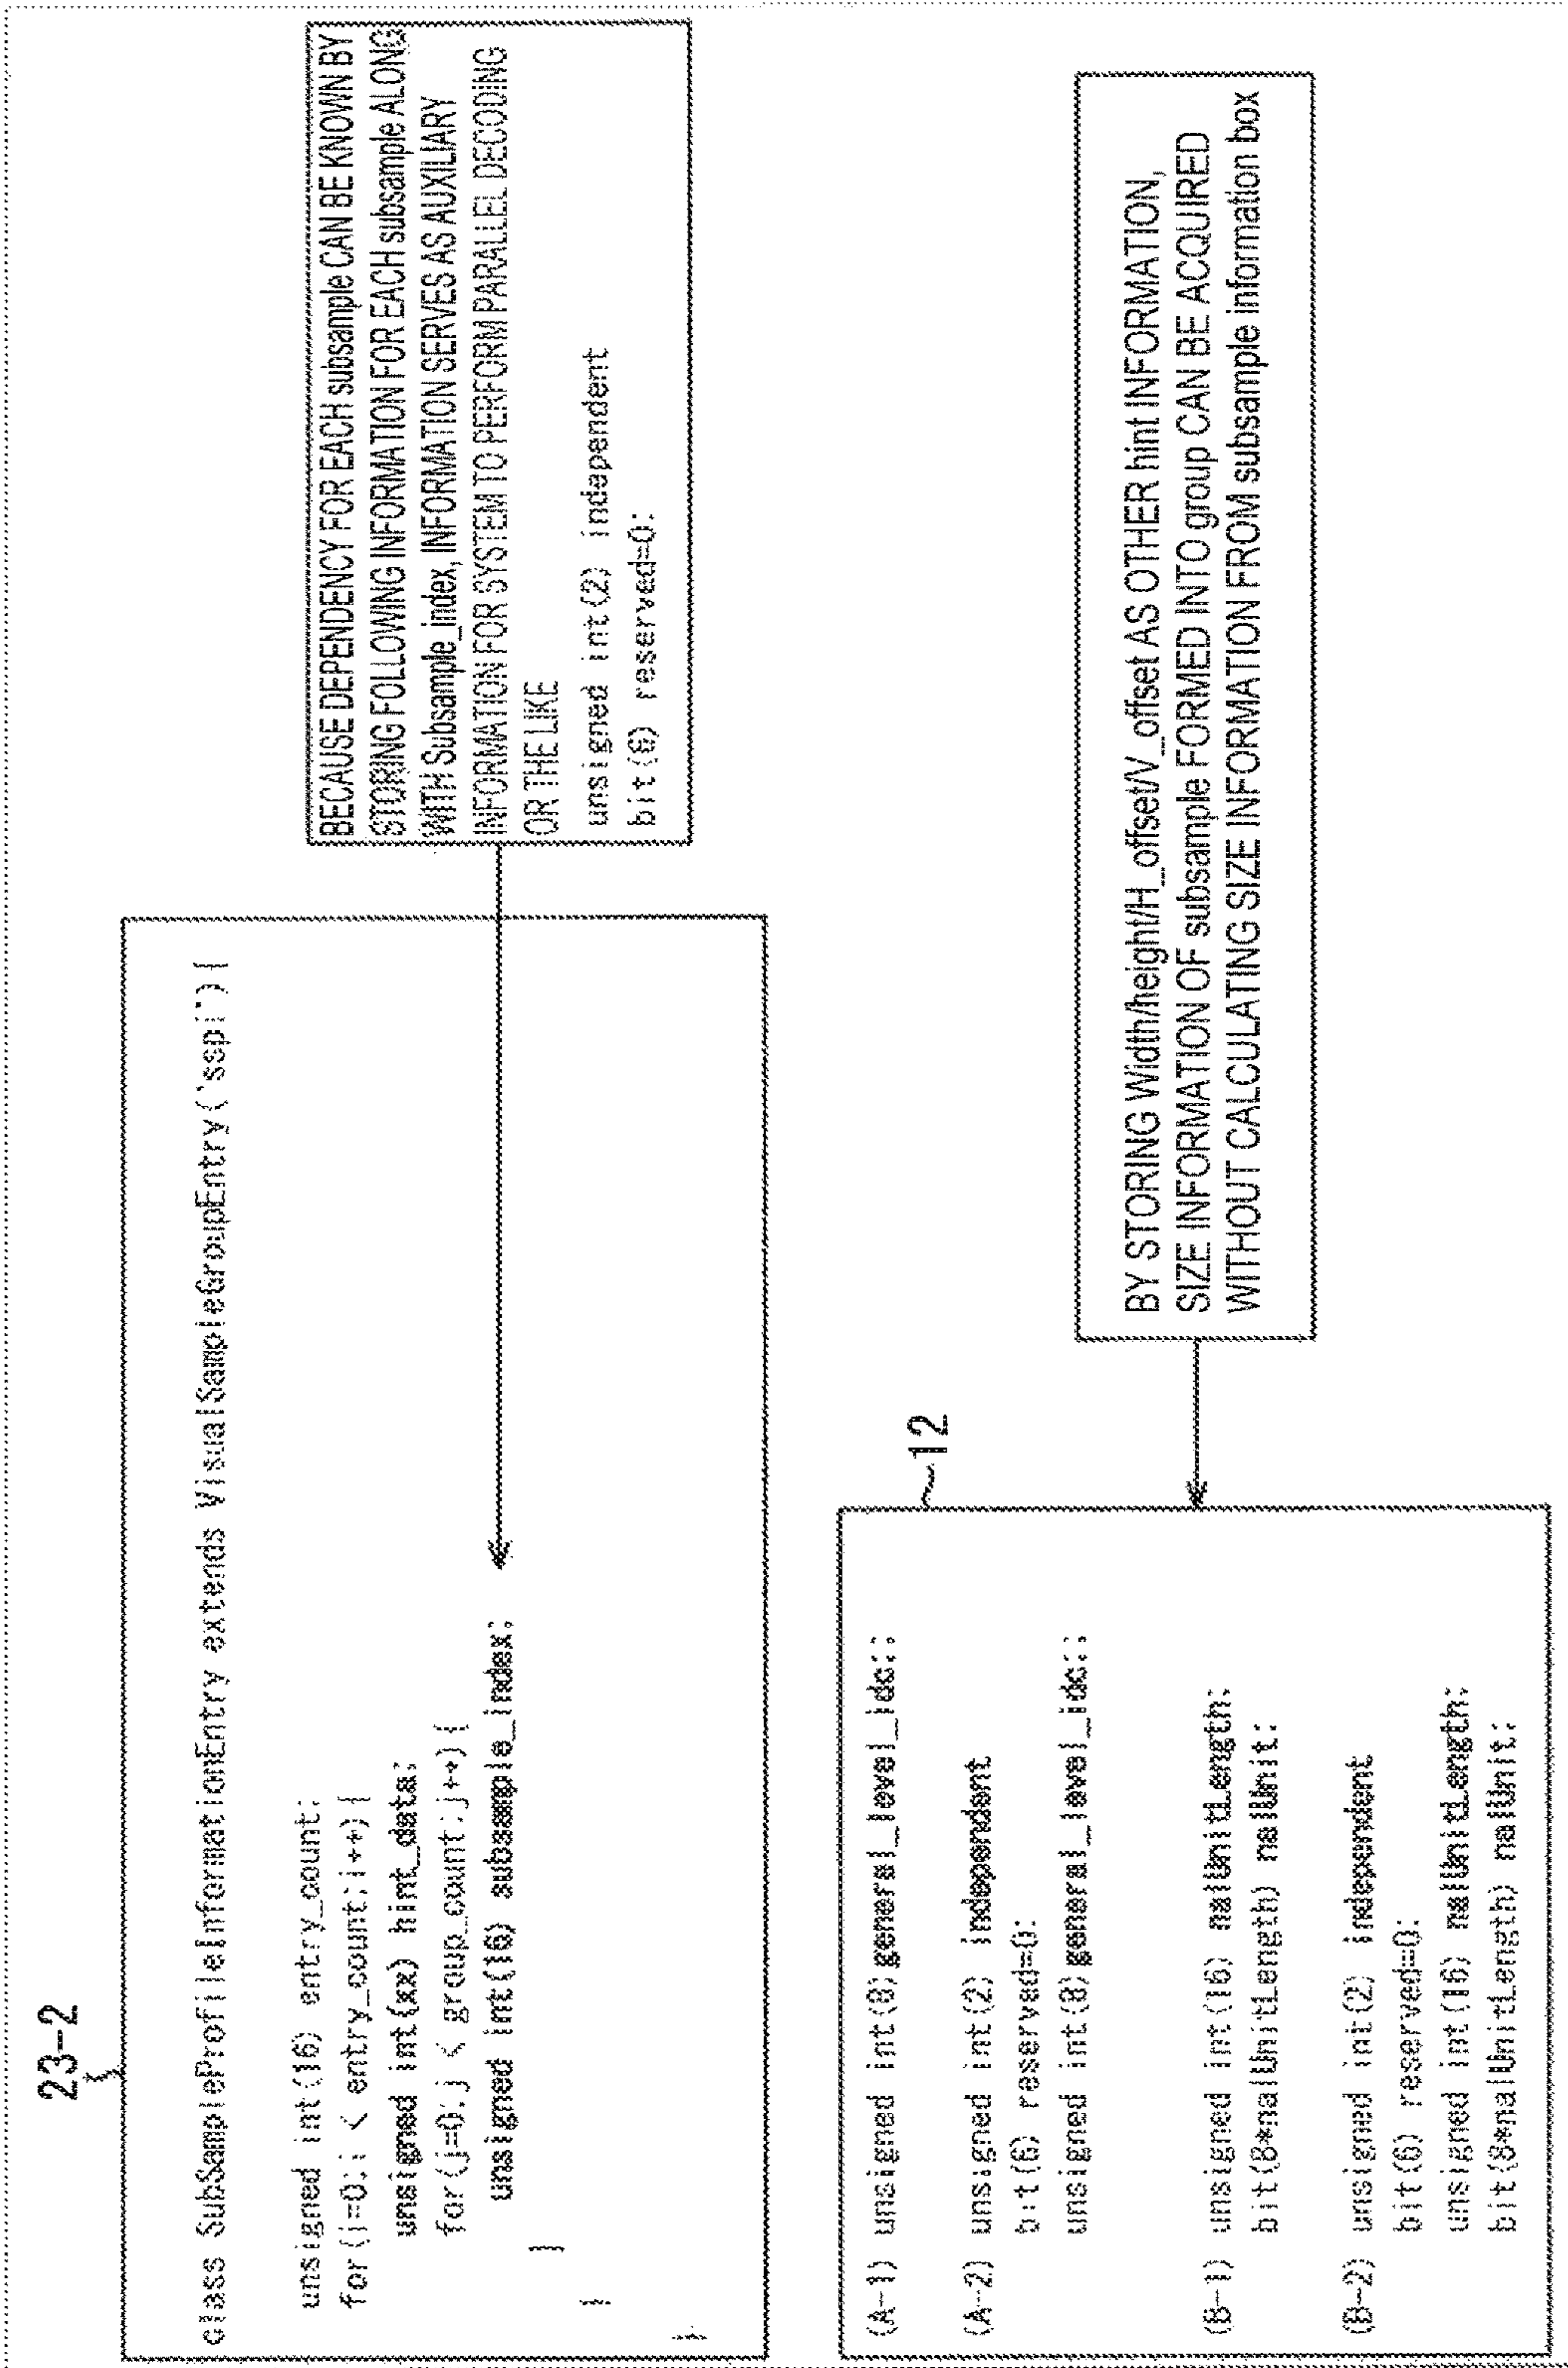 23-2
class SubSampleProfileInformationEntry extends VisualSampleGroupEntry(`sspi'){
unsigned int(16) entry_count;
for(i=0;i < entry_count;i++){
unsigned int(xx) hint_data;
for(j=0;j < group_count;j++){
unsigned int(16) subsample_index;
}
}
}
BECAUSE DEPENDENCY FOR EACH subsample CAN BE KNOWN BY
STORING FOLLOWING INFORMATION FOR EACH subsample ALONG
WITH Subsample_index, INFORMATION SERVES AS AUXILIARY
INFORMATION FOR SYSTEM TO PERFORM PARALLEL DECODING
OR THE LIKE
unsigned int(2) independent
bit(6) reserved=0;
12
(A-1) unsigned int(8)general_level_idc;;
(A-2) unsigned int(2) independent
bit(6) reserved=0;
unsigned int(8)general_level_idc;;
(B-1) unsigned int(16) nalUnitLength;
bit(8*nalUnitLength) nalUnit;
(B-2) unsigned int(2) independent
bit(6) reserved=0;
unsigned int(16) nalUnitLength;
bit(8*nalUnitLength) nalUnit;
BY STORING Width/height/H_offset/V_offset AS OTHER hint INFORMATION,
SIZE INFORMATION OF subsample FORMED INTO group CAN BE ACQUIRED
WITHOUT CALCULATING SIZE INFORMATION FROM subsample information box